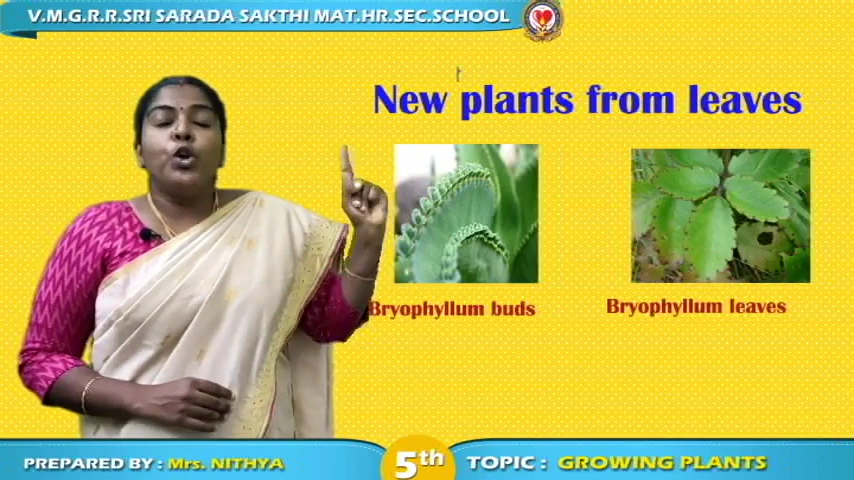 V.M.G.R.R.SRI SARADA SAKTHI MAT.HR.SEC.SCHOOL
New plants from leaves
Bryophyllum buds
Bryophyllum leaves
PREPARED BY : Mrs. NITHYA
5th
TOPIC : GROWING PLANTS